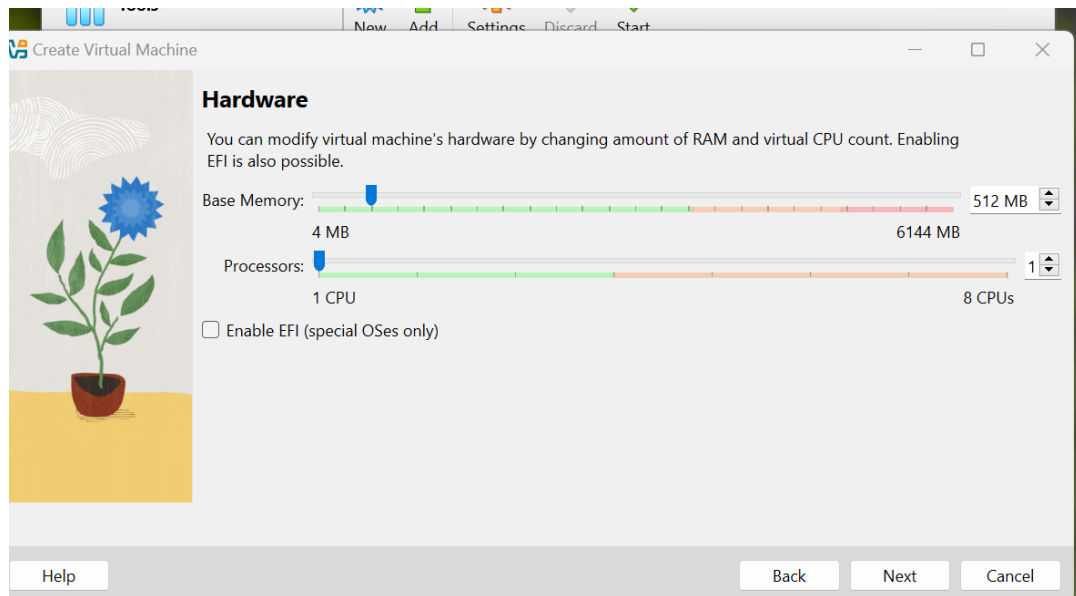 Tools
New Add Settings Discard Start
Create Virtual Machine
Hardware
You can modify virtual machine's hardware by changing amount of RAM and virtual CPU count. Enabling
EFI is also possible.
Base Memory: 512 MB
4 MB 6144 MB
Processors: 1
1 CPU 8 CPUs
Enable EFI (special OSes only)
Help Back Next Cancel